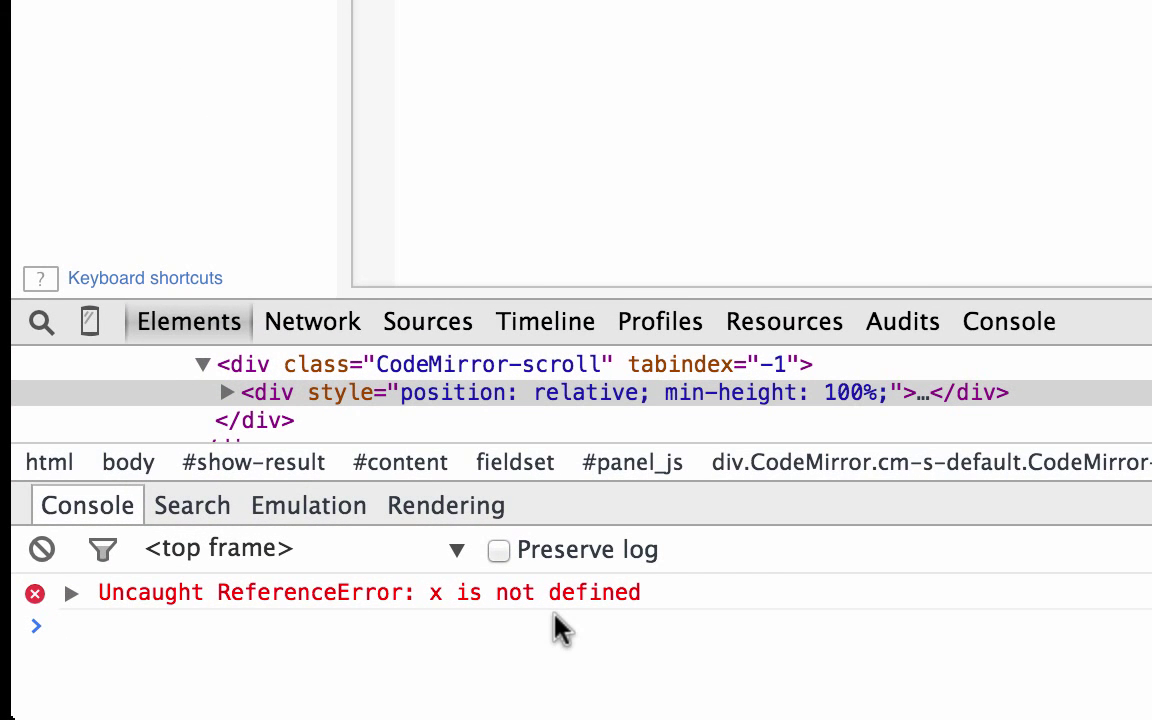 ? Keyboard shortcuts
Elements Network Sources Timeline Profiles Resources Audits Console
<div class="CodeMirror-scroll" tabindex="-1">
<div style="position: relative; min-height: 100%;">…</div>
</div>
html body #show-result #content fieldset #panel_js div.CodeMirror.cm-s-default.CodeMirror-
Console Search Emulation Rendering
<top frame> Preserve log
Uncaught ReferenceError: x is not defined
>